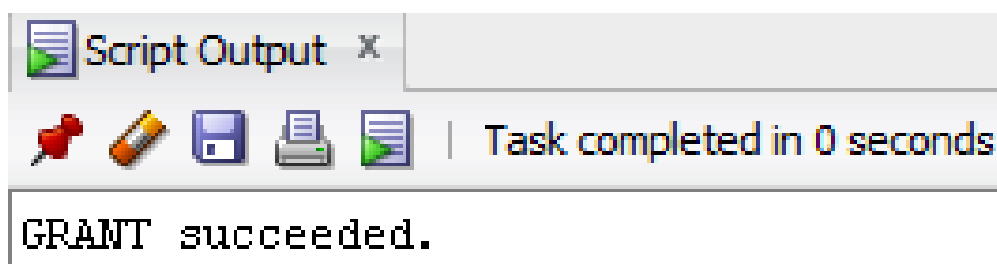 Script Output x
Task completed in 0 seconds
GRANT succeeded.